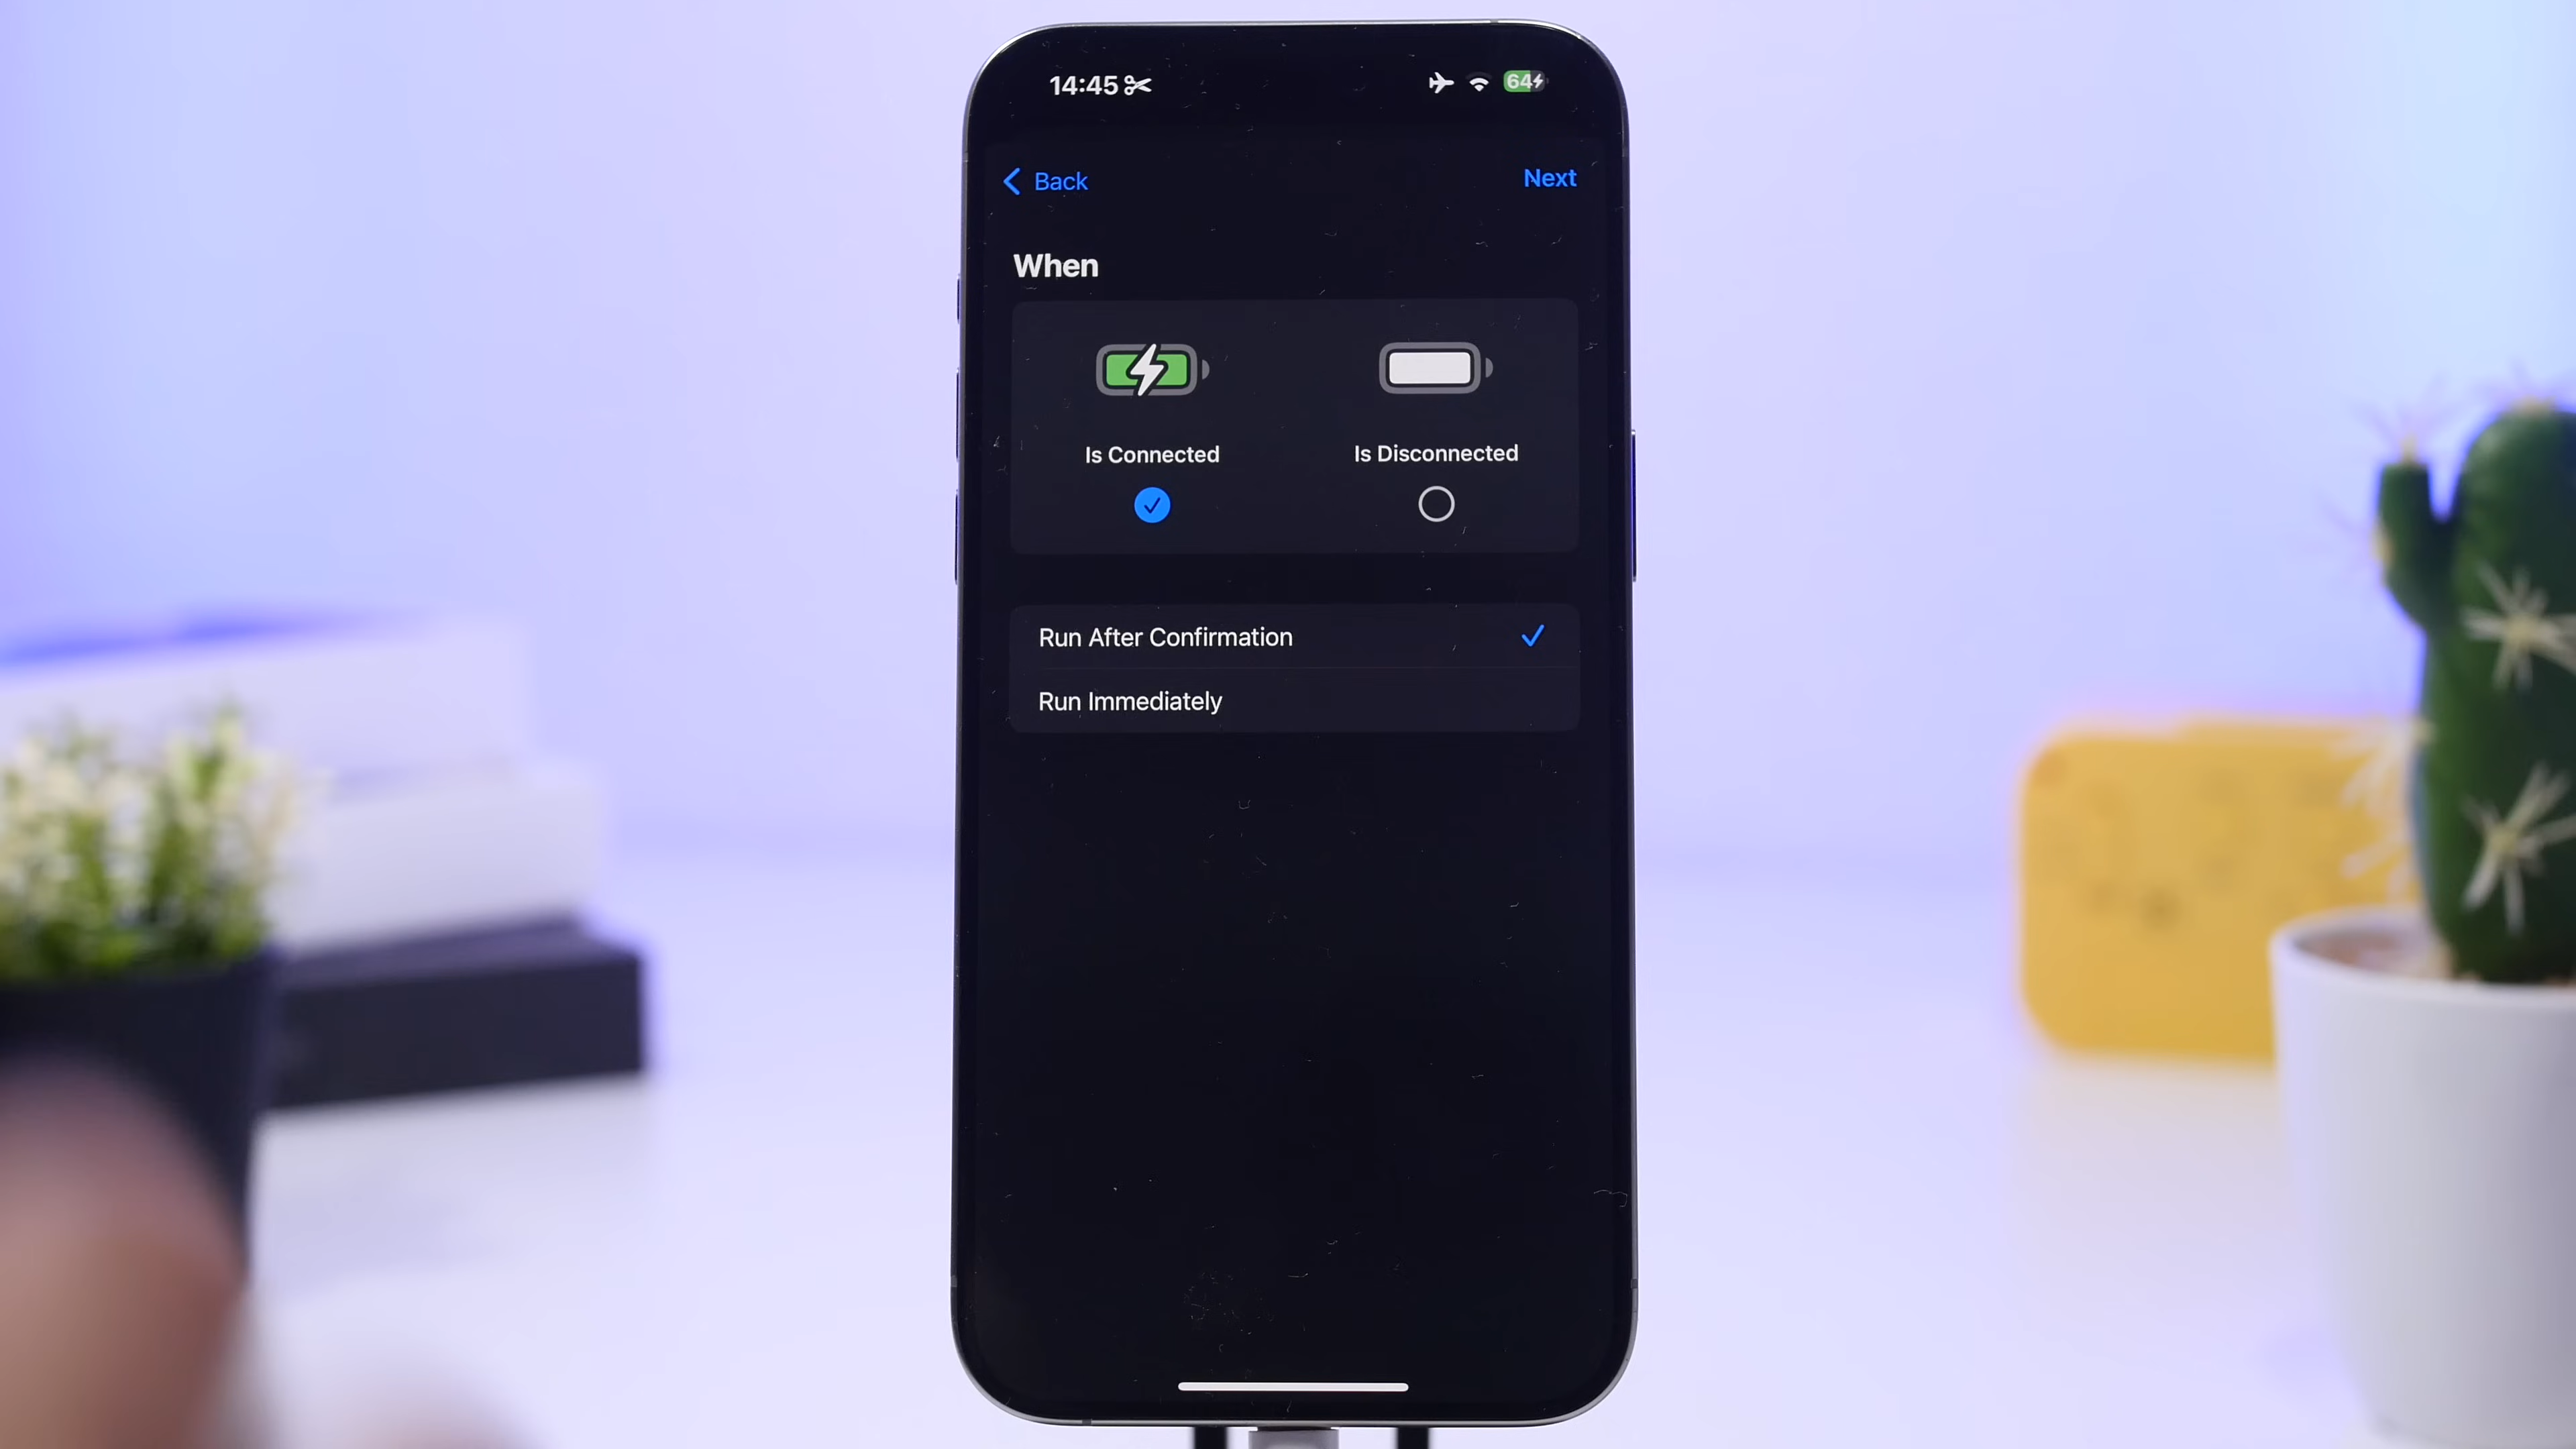 14:45
64
Back
Next
When
Is Connected
Is Disconnected
Run After Confirmation
Run Immediately